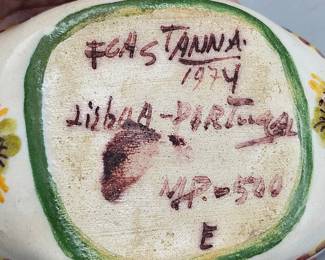 FCAS TANNA.
1974
LisboA-PORTugAL
MP.=500
E